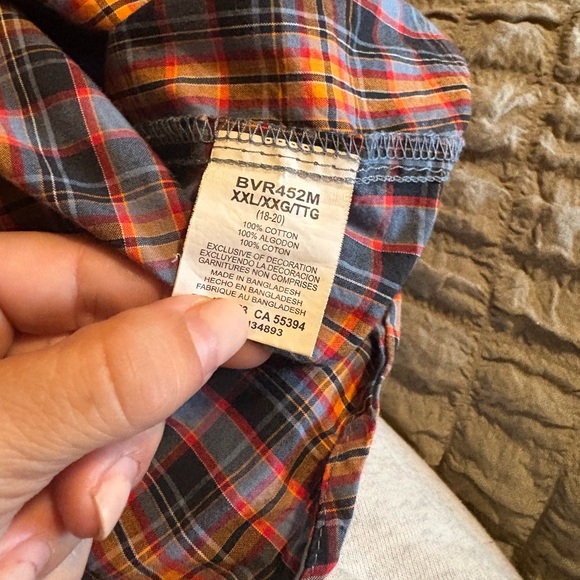 BVR452M
XXL/XXG/TTG
(18-20)
100% COTTON
100% ALGODON
100% COTON
EXCLUSIVE OF DECORATION
EXCLUYENDO LA DECORACION
GARNITURES NON COMPRISES
MADE IN BANGLADESH
HECHO EN BANGLADESH
FABRIQUE AU BANGLADESH
CA 55394
34893